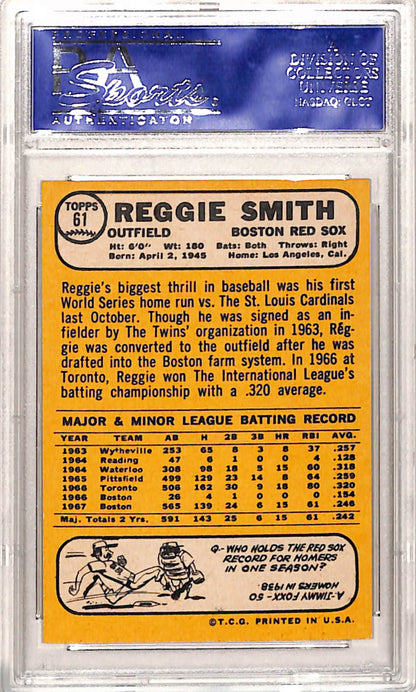 PROFESSIONAL
PSA
Sports
AUTHENTICATOR
A
DIVISION OF
COLLECTORS
UNIVERSE
NASDAQ: CLCT
TOPPS
61
REGGIE SMITH
OUTFIELD BOSTON RED SOX
Ht: 6'0" Wt: 180 Bats: Both Throws: Right
Born: April 2, 1945 Home: Los Angeles, Cal.
Reggie's biggest thrill in baseball was his first
World Series home run vs. The St. Louis Cardinals
last October. Though he was signed as an in-
fielder by The Twins' organization in 1963, Reg-
gie was converted to the outfield after he was
drafted into the Boston farm system. In 1966 at
Toronto, Reggie won The International League's
batting championship with a .320 average.
MAJOR & MINOR LEAGUE BATTING RECORD
YEAR TEAM AB H 2B 3B HR RBI AVG.
1963 Wytheville 253 65 8 3 8 37 .257
1964 Reading 47 6 1 0 0 4 .128
1964 Waterloo 308 98 18 5 15 60 .318
1965 Pittsfield 499 129 23 14 8 64 .259
1966 Toronto 506 162 30 9 18 80 .320
1966 Boston 26 4 1 0 0 0 .154
1967 Boston 565 139 24 6 15 61 .246
Maj. Totals 2 Yrs. 591 143 25 6 15 61 .242
Q-WHO HOLDS THE RED SOX
RECORD FOR HOMERS
IN ONE SEASON?
A-JIMMY FOXX - 50
HOMERS IN 1938.
©T.C.G. PRINTED IN U.S.A.